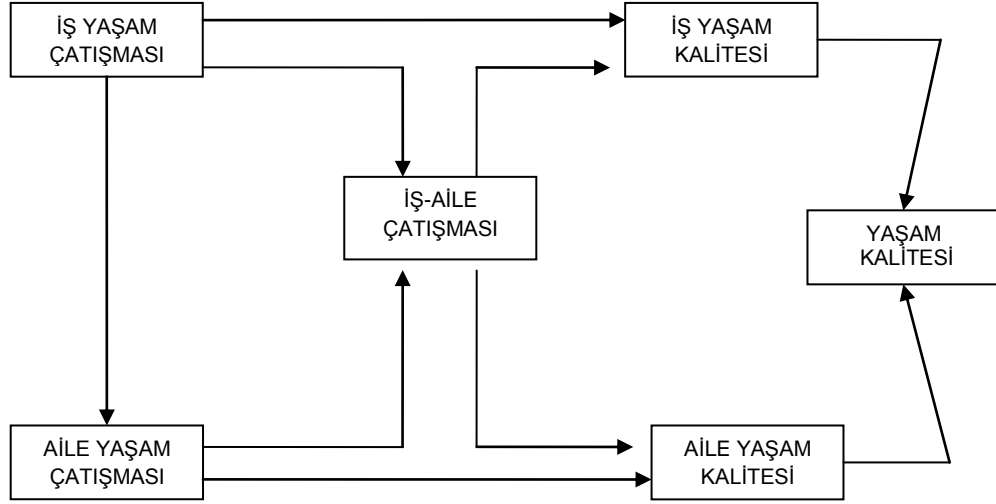 İŞ YAŞAM
ÇATIŞMASI
İŞ YAŞAM
KALİTESİ
İŞ-AİLE
ÇATIŞMASI
YAŞAM
KALİTESİ
AİLE YAŞAM
ÇATIŞMASI
AİLE YAŞAM
KALİTESİ